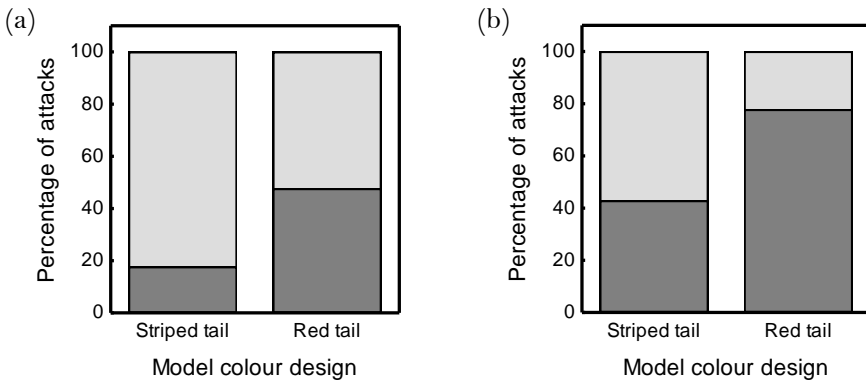 (a)
100
80
60
40
20
0
Percentage of attacks
Striped tail Red tail
Model colour design
(b)
100
80
60
40
20
0
Percentage of attacks
Striped tail Red tail
Model colour design